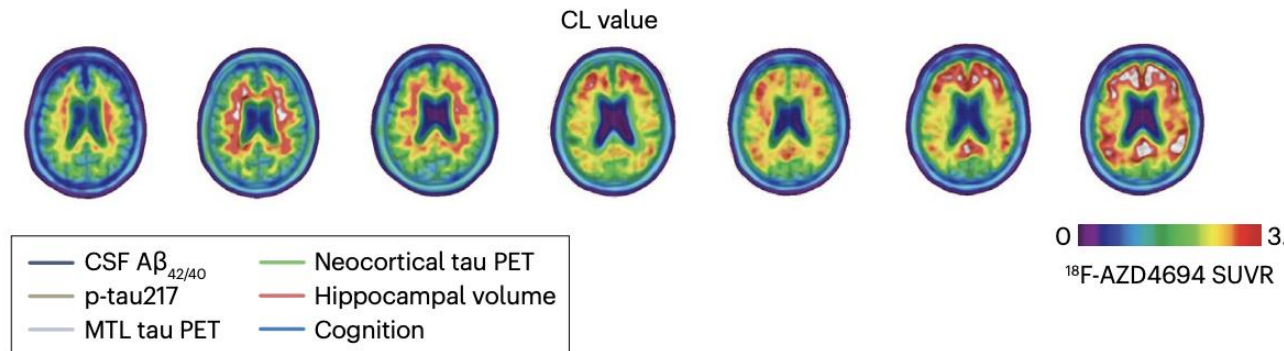 CL value
CSF Aβ42/40
p-tau217
MTL tau PET
Neocortical tau PET
Hippocampal volume
Cognition
0 3.
18F-AZD4694 SUVR